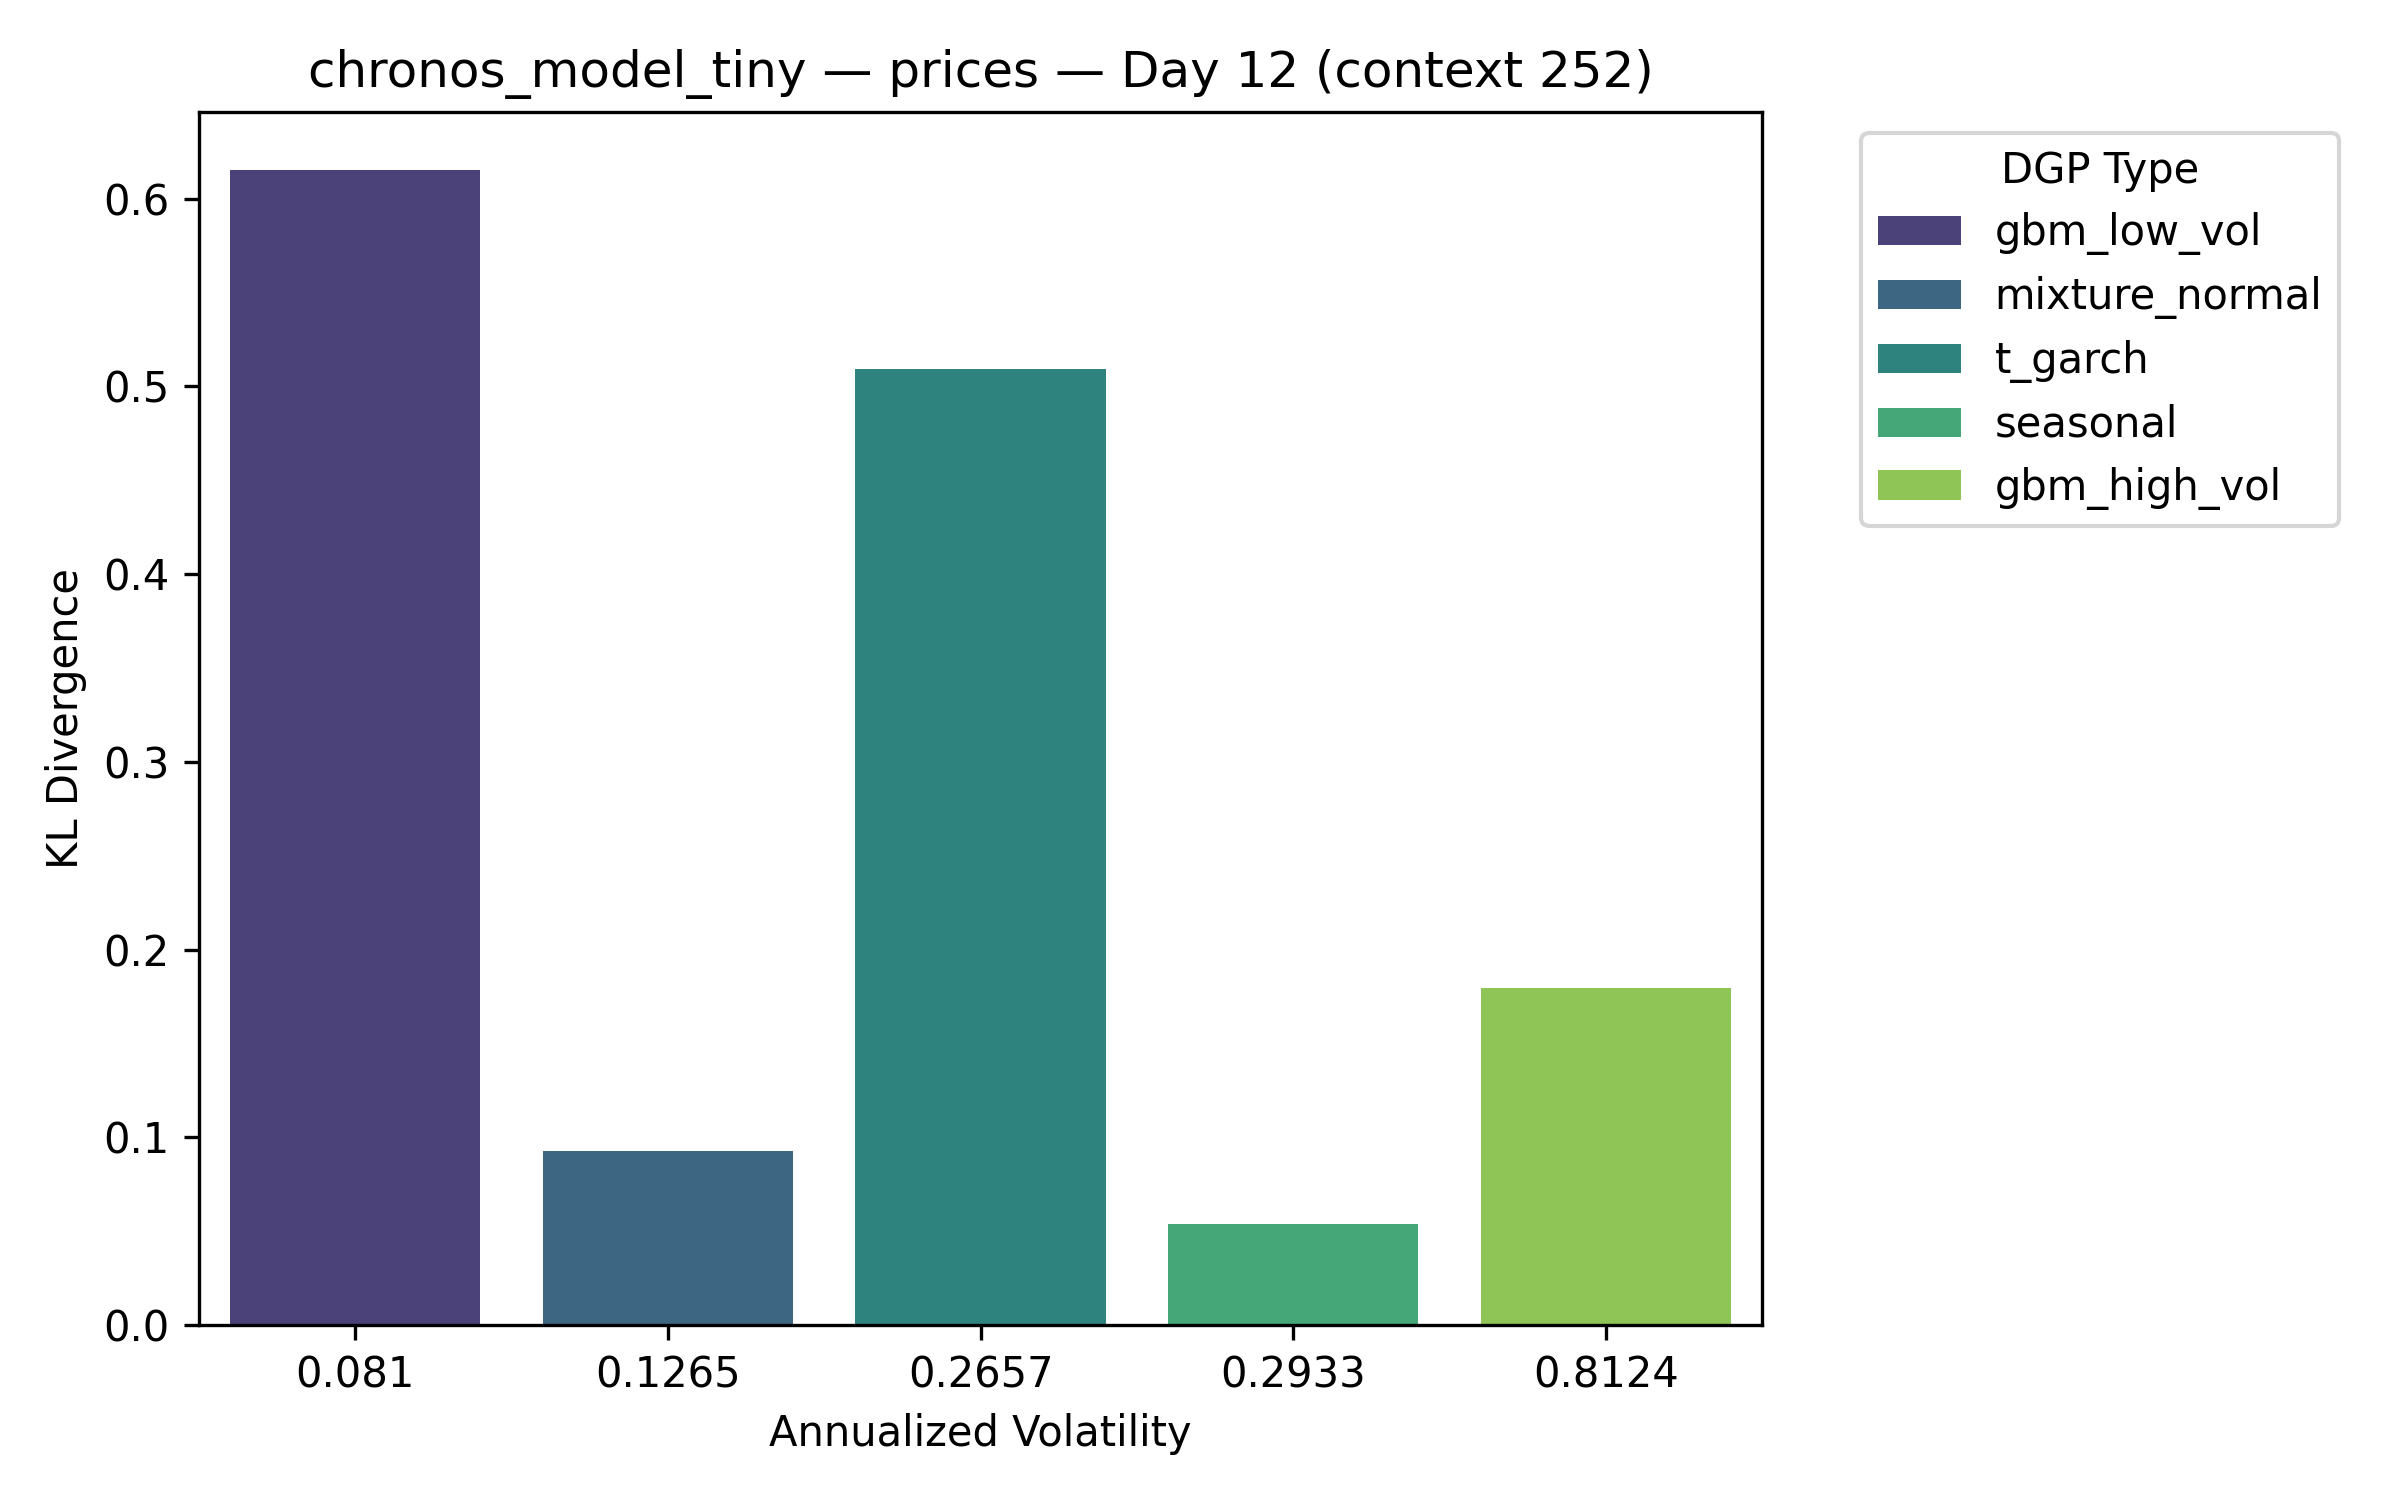 chronos_model_tiny — prices — Day 12 (context 252)
KL Divergence
0.6
0.5
0.4
0.3
0.2
0.1
0.0
0.081
0.1265
0.2657
0.2933
0.8124
Annualized Volatility
DGP Type
gbm_low_vol
mixture_normal
t_garch
seasonal
gbm_high_vol